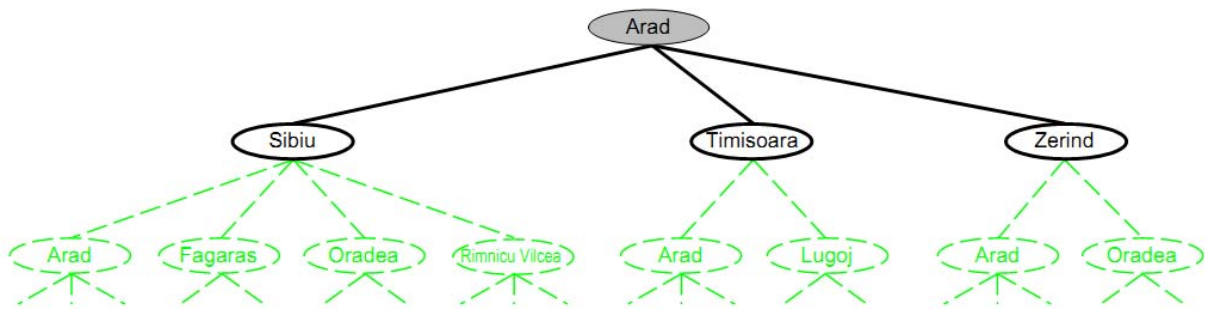 Arad
Sibiu Timisoara Zerind
Arad Fagaras Oradea Rimnicu Vilcea Arad Lugoj Arad Oradea